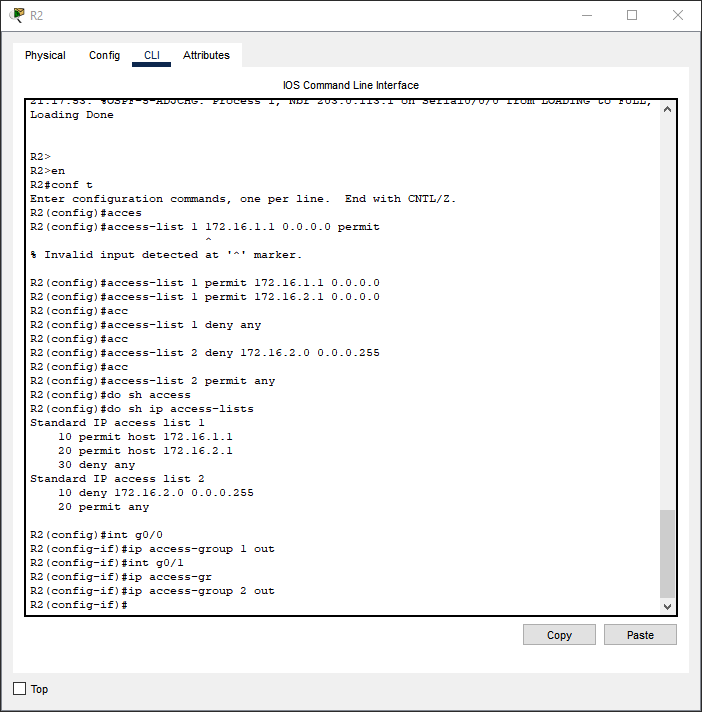 R2
Physical Config CLI Attributes
IOS Command Line Interface
21:17:53: %OSPF-5-ADJCHG: Process 1, Nbr 203.0.113.1 on Serial0/0/0 from LOADING to FULL,
Loading Done
R2>
R2>en
R2#conf t
Enter configuration commands, one per line.  End with CNTL/Z.
R2(config)#acces
R2(config)#access-list 1 172.16.1.1 0.0.0.0 permit
^
% Invalid input detected at '^' marker.
R2(config)#access-list 1 permit 172.16.1.1 0.0.0.0
R2(config)#access-list 1 permit 172.16.2.1 0.0.0.0
R2(config)#acc
R2(config)#access-list 1 deny any
R2(config)#acc
R2(config)#access-list 2 deny 172.16.2.0 0.0.0.255
R2(config)#acc
R2(config)#access-list 2 permit any
R2(config)#do sh access
R2(config)#do sh ip access-lists
Standard IP access list 1
10 permit host 172.16.1.1
20 permit host 172.16.2.1
30 deny any
Standard IP access list 2
10 deny 172.16.2.0 0.0.0.255
20 permit any
R2(config)#int g0/0
R2(config-if)#ip access-group 1 out
R2(config-if)#int g0/1
R2(config-if)#ip access-gr
R2(config-if)#ip access-group 2 out
R2(config-if)#
Copy Paste
Top